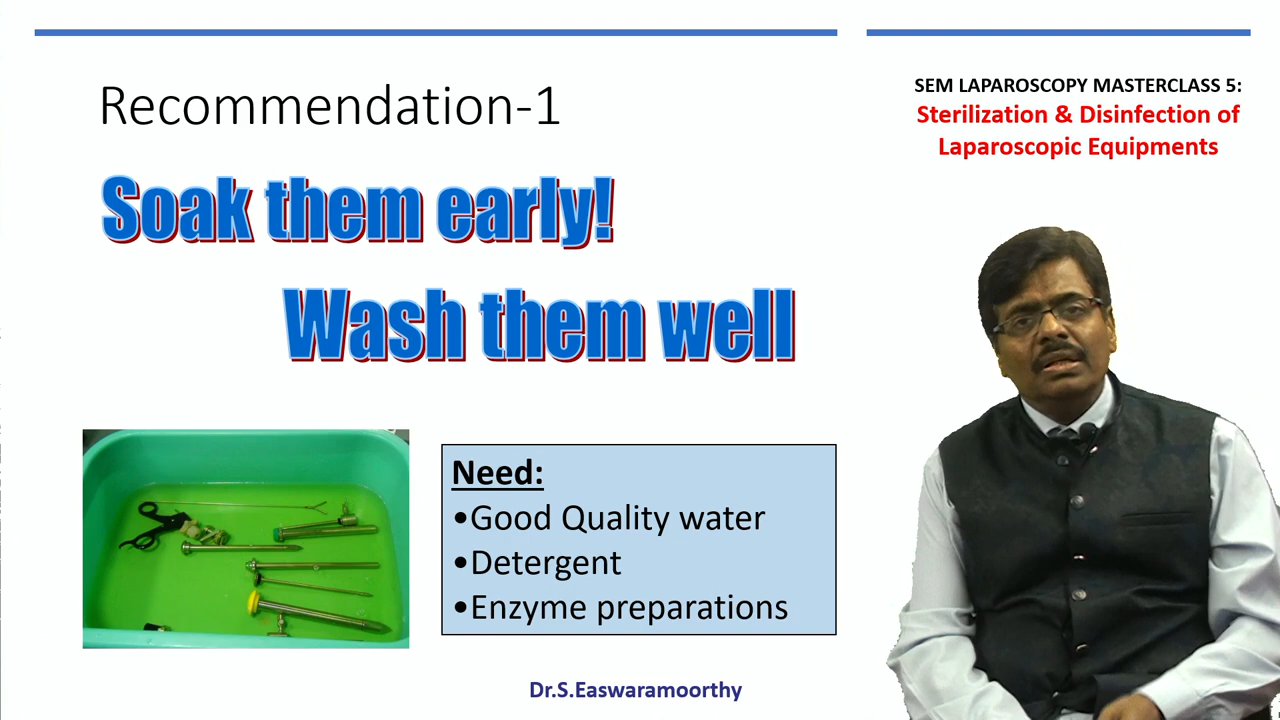 Recommendation-1
Soak them early!
Wash them well
Need:
•Good Quality water
•Detergent
•Enzyme preparations
Dr.S.Easwaramoorthy
SEM LAPAROSCOPY MASTERCLASS 5:
Sterilization & Disinfection of
Laparoscopic Equipments